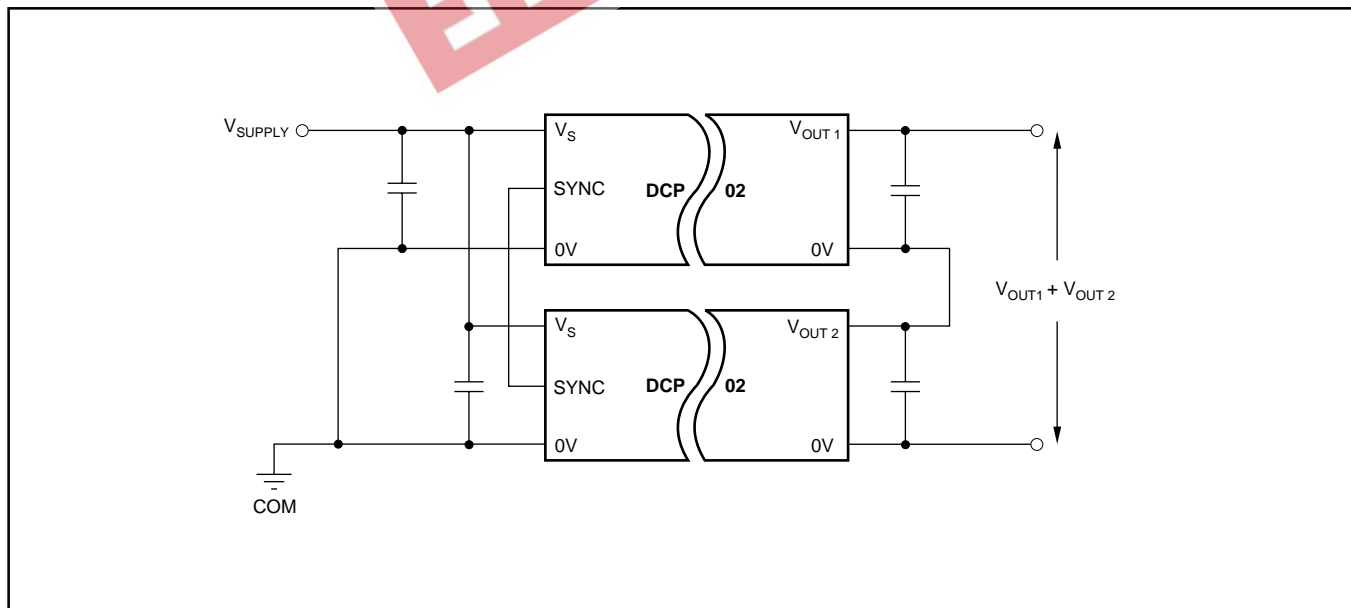 VSUPPLY
VS
SYNC
0V
DCP
02
VOUT 1
0V
VS
SYNC
0V
DCP
02
VOUT 2
0V
VOUT1 + VOUT 2
COM